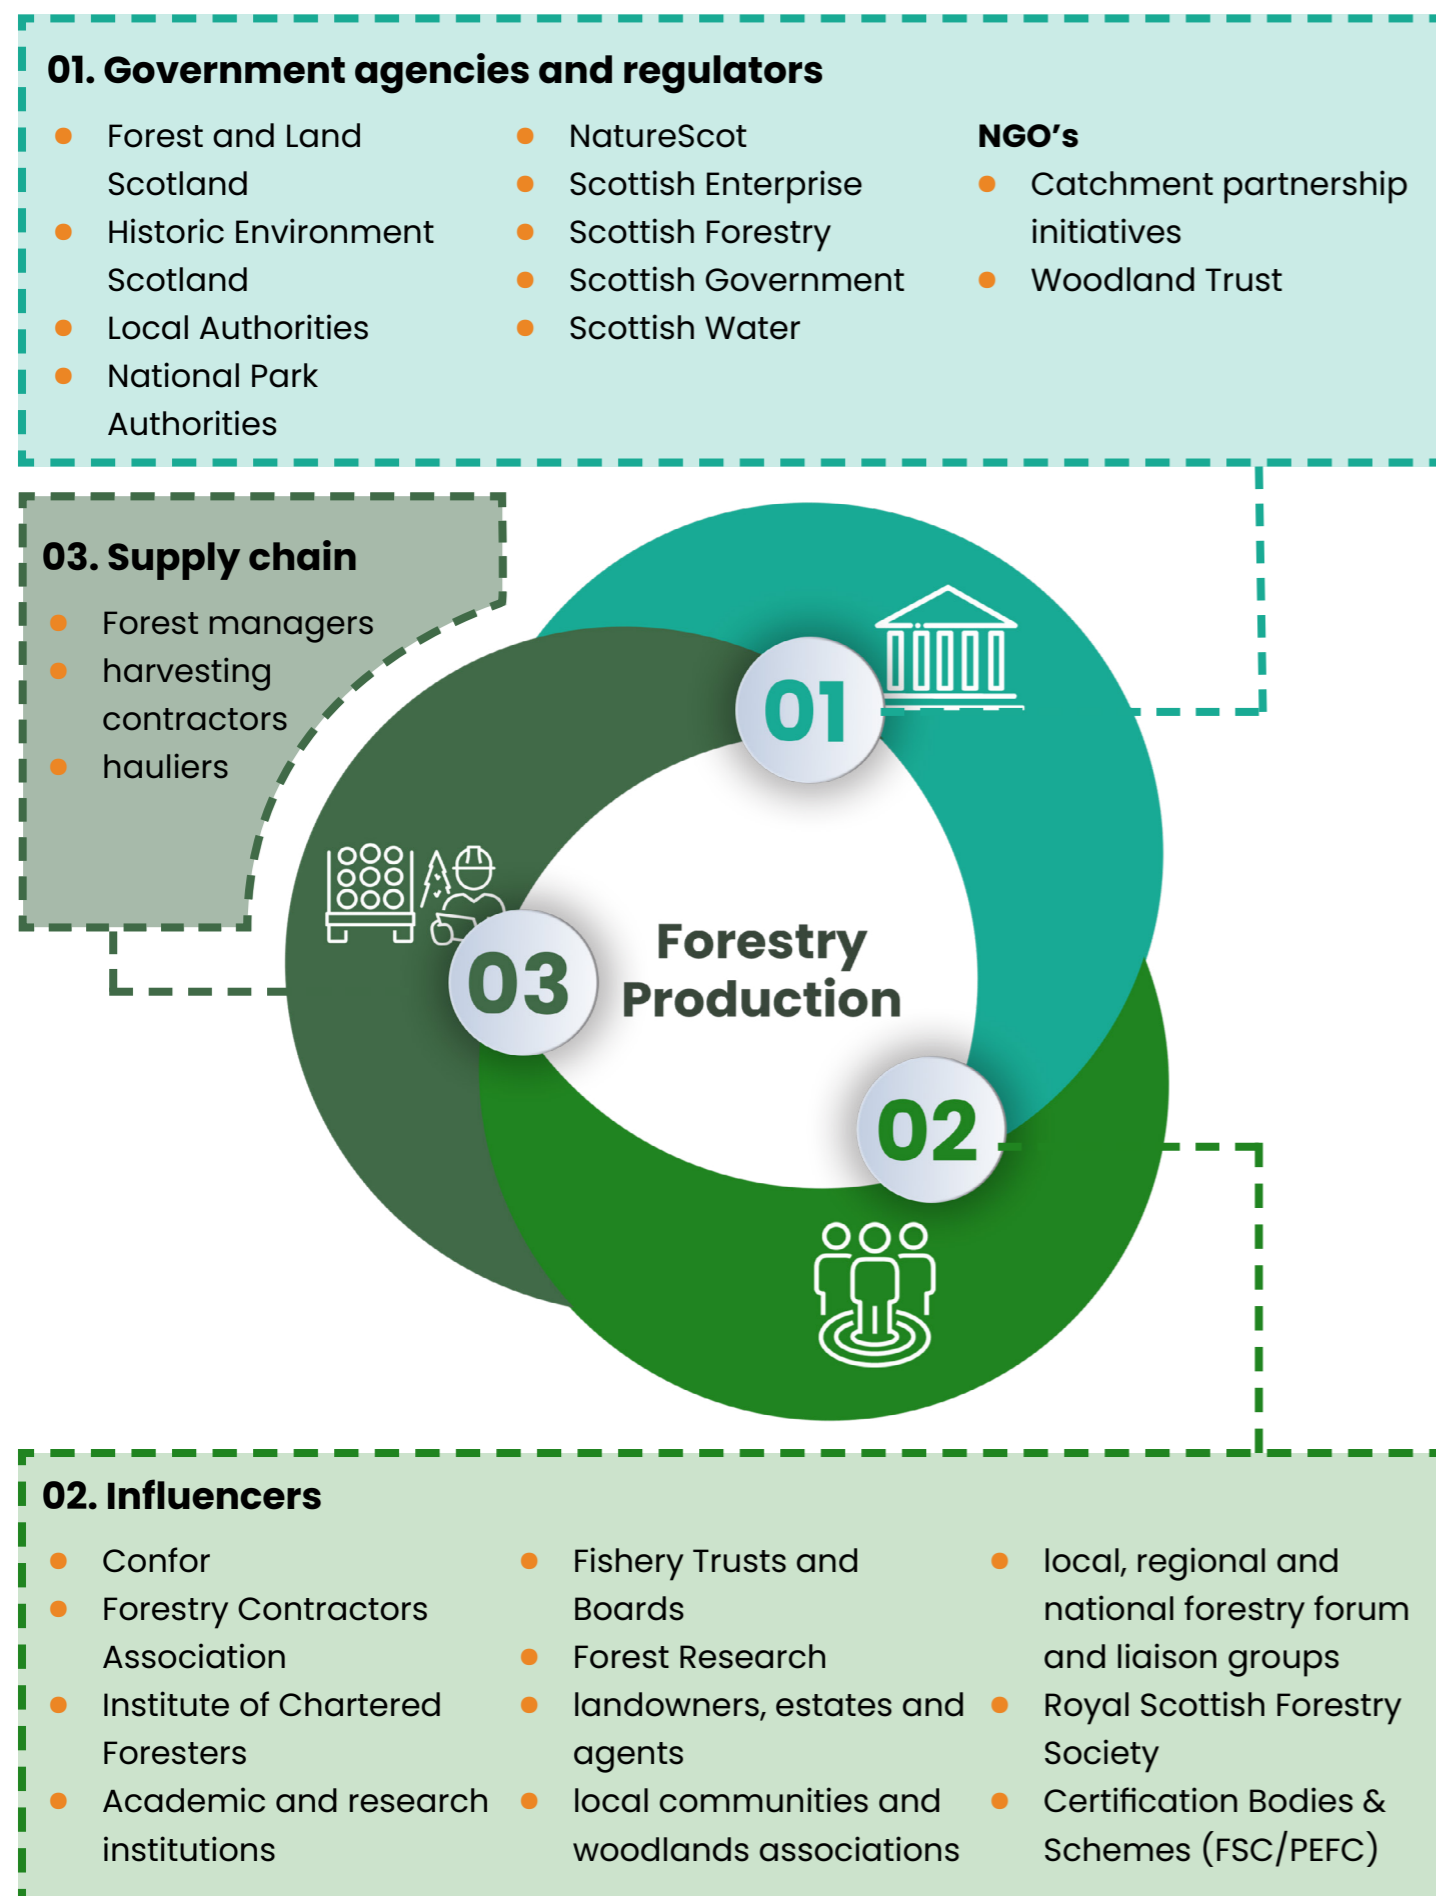 01. Government agencies and regulators
Forest and Land
Scotland
Historic Environment
Scotland
Local Authorities
National Park
Authorities
NatureScot
Scottish Enterprise
Scottish Forestry
Scottish Government
Scottish Water
NGO's
Catchment partnership
initiatives
Woodland Trust
03. Supply chain
Forest managers
harvesting
contractors
hauliers
01
03
Forestry
Production
02
02. Influencers
Confor
Forestry Contractors
Association
Institute of Chartered
Foresters
Academic and research
institutions
Fishery Trusts and
Boards
Forest Research
landowners, estates and
agents
local communities and
woodlands associations
local, regional and
national forestry forum
and liaison groups
Royal Scottish Forestry
Society
Certification Bodies &
Schemes (FSC/PEFC)